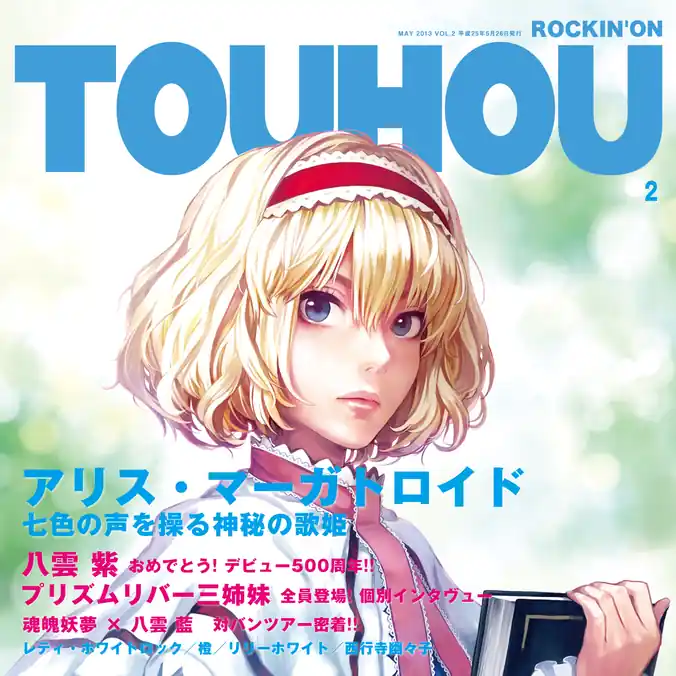 MAY 2013 VOL.2 平成25年5月26日発行
ROCKIN'ON
TOUHOU
2
アリス・マーガトロイド
七色の声を操る神秘の歌姫
八雲 紫 おめでとう! デビュー500周年!!
プリズムリバー三姉妹 全員登場! 個別インタヴュー
魂魄妖夢 × 八雲 藍 対バンツアー密着!!
レティ・ホワイトロック/橙/リリーホワイト/西行寺幽々子